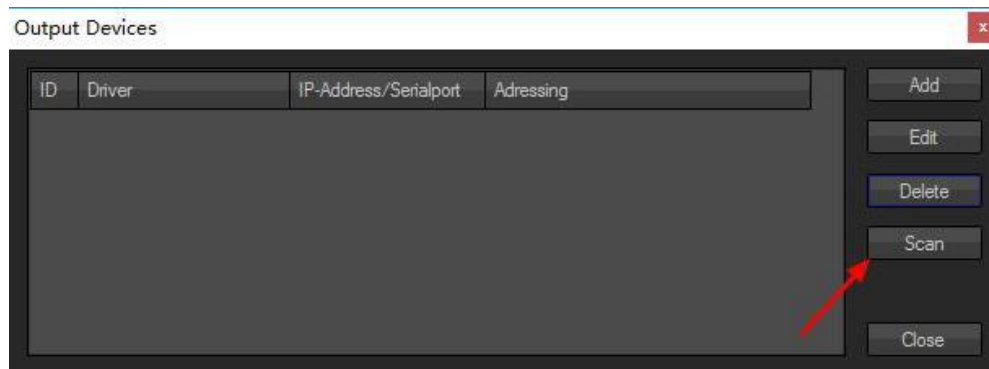 Output Devices
x
ID Driver IP-Address/Serialport Adressing
Add
Edit
Delete
Scan
Close